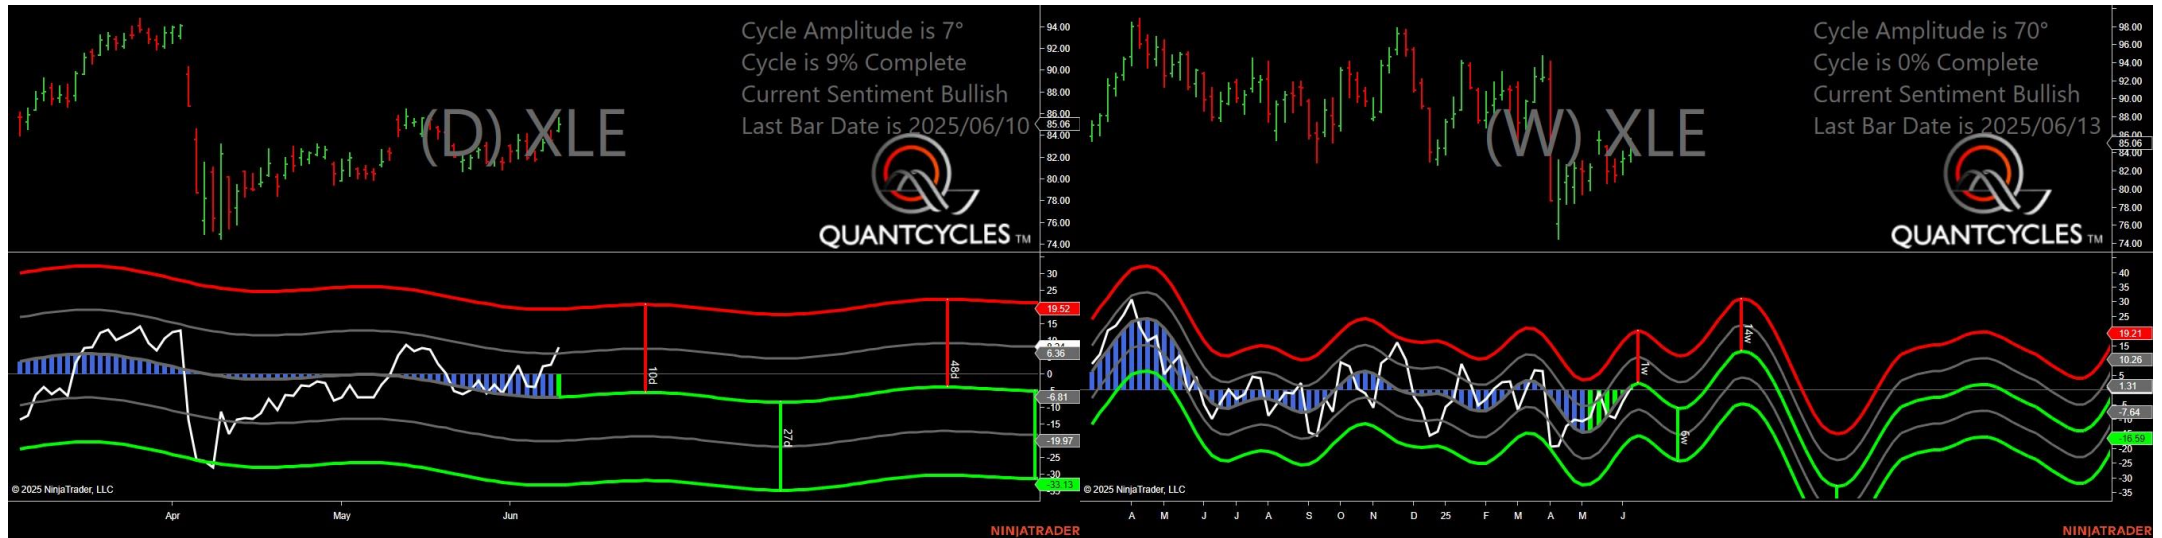 Cycle Amplitude is 7°
Cycle is 9% Complete
Current Sentiment Bullish
Last Bar Date is 2025/06/10
(D) XLE
QUANTCYCLES TM
94.00
92.00
90.00
88.00
86.00
85.06
84.00
82.00
80.00
78.00
76.00
74.00
30
25
19.52
15
6.36
0
-5
-6.81
-10
-15
-19.97
-25
-30
-33.13
10d
27d
48d
© 2025 NinjaTrader, LLC
Apr
May
Jun
NINJATRADER
Cycle Amplitude is 70°
Cycle is 0% Complete
Current Sentiment Bullish
Last Bar Date is 2025/06/13
(W) XLE
QUANTCYCLES TM
98.00
96.00
94.00
92.00
90.00
88.00
86.00
85.06
84.00
82.00
80.00
78.00
76.00
74.00
40
35
30
25
19.21
15
10.26
5
1.31
-5
-7.64
-16.59
-20
-25
-30
-35
1w
6w
14w
© 2025 NinjaTrader, LLC
A M J J A S O N D 25 F M A M J
NINJATRADER